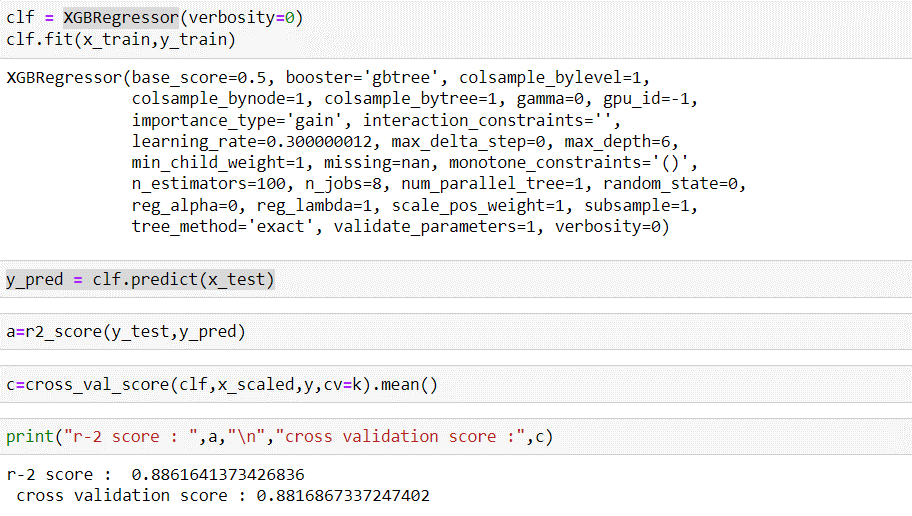 clf = XGBRegressor(verbosity=0)
clf.fit(x_train,y_train)
XGBRegressor(base_score=0.5, booster='gbtree', colsample_bylevel=1,
colsample_bynode=1, colsample_bytree=1, gamma=0, gpu_id=-1,
importance_type='gain', interaction_constraints='',
learning_rate=0.300000012, max_delta_step=0, max_depth=6,
min_child_weight=1, missing=nan, monotone_constraints='()',
n_estimators=100, n_jobs=8, num_parallel_tree=1, random_state=0,
reg_alpha=0, reg_lambda=1, scale_pos_weight=1, subsample=1,
tree_method='exact', validate_parameters=1, verbosity=0)
y_pred = clf.predict(x_test)
a=r2_score(y_test,y_pred)
c=cross_val_score(clf,x_scaled,y,cv=k).mean()
print("r-2 score : ",a,"\n","cross validation score :",c)
r-2 score :  0.8861641373426836
cross validation score : 0.8816867337247402